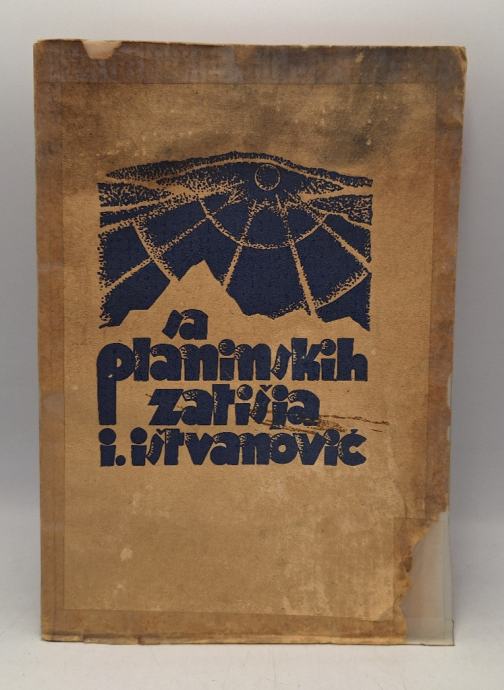 sa
planinskih
zatišja
i. ištvanović